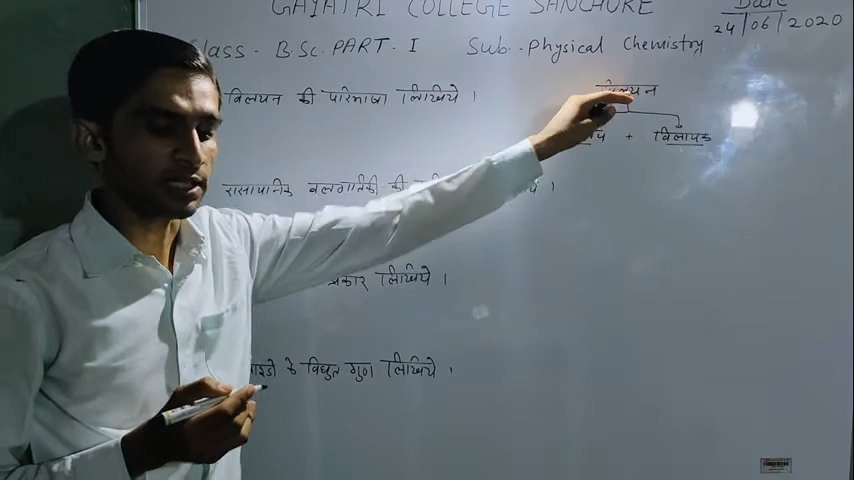 GAYATRI COLLEGE SANCHORE
Date
24/06/2020
Class - B.Sc. PART - I Sub.- Physical Chemistry
विलयन की परिभाषा लिखिये ।
विलयन
+ विलायक
रासायनिक बलगतिकी की
प्रकार लिखिये ।
के विधुत गुण लिखिये ।